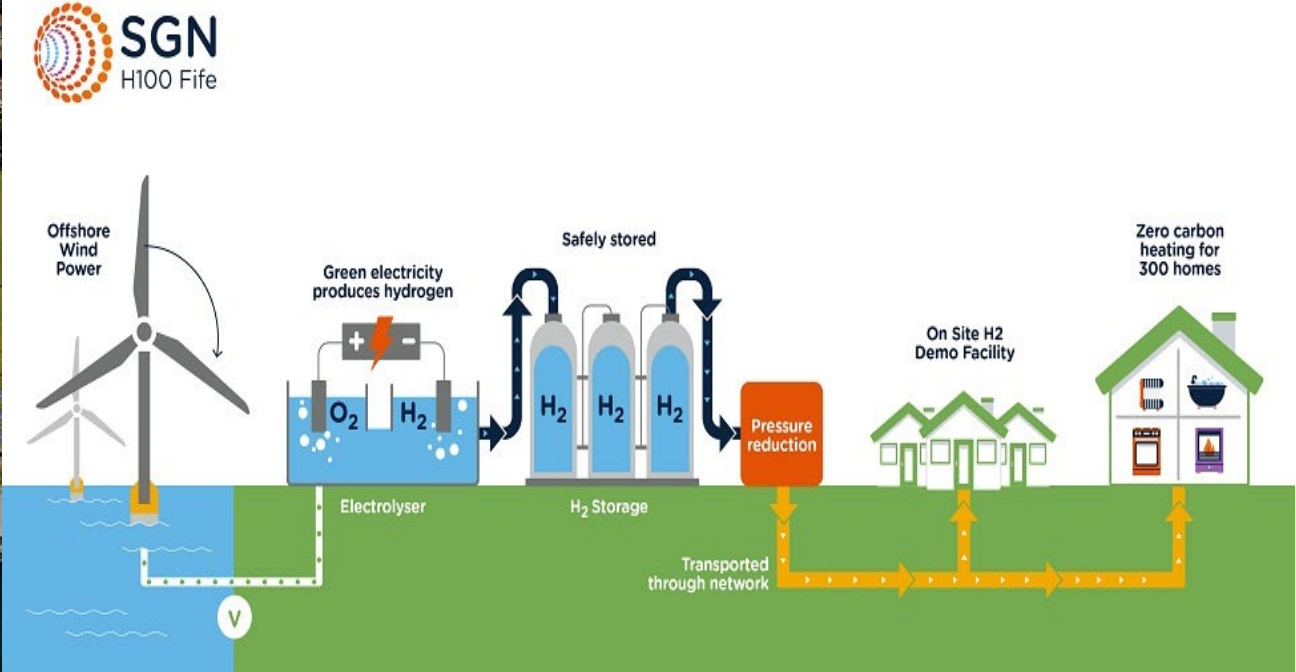 SGN
H100 Fife
Offshore
Wind
Power
Green electricity
produces hydrogen
+ -
O₂ H₂
Electrolyser
Safely stored
H₂ H₂ H₂
H₂ Storage
Pressure
reduction
Transported
through network
On Site H2
Demo Facility
Zero carbon
heating for
300 homes
V